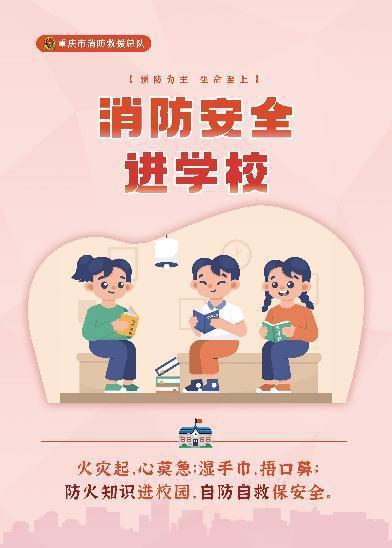 重庆市消防救援总队
【 预防为主 生命至上 】
消防安全
进学校
火灾起,心莫急;湿手巾,捂口鼻;
防火知识进校园,自防自救保安全。